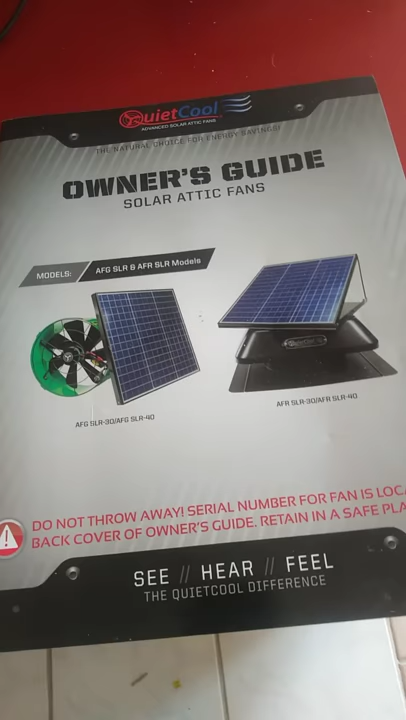 QuietCool
ADVANCED SOLAR ATTIC FANS
THE NATURAL CHOICE FOR ENERGY SAVINGS!
OWNER'S GUIDE
SOLAR ATTIC FANS
MODELS: AFG SLR & AFR SLR Models
QuietCool
AFG SLR-30/AFG SLR-40
AFR SLR-30/AFR SLR-40
DO NOT THROW AWAY! SERIAL NUMBER FOR FAN IS LOCA
BACK COVER OF OWNER'S GUIDE. RETAIN IN A SAFE PLA
SEE // HEAR // FEEL
THE QUIETCOOL DIFFERENCE